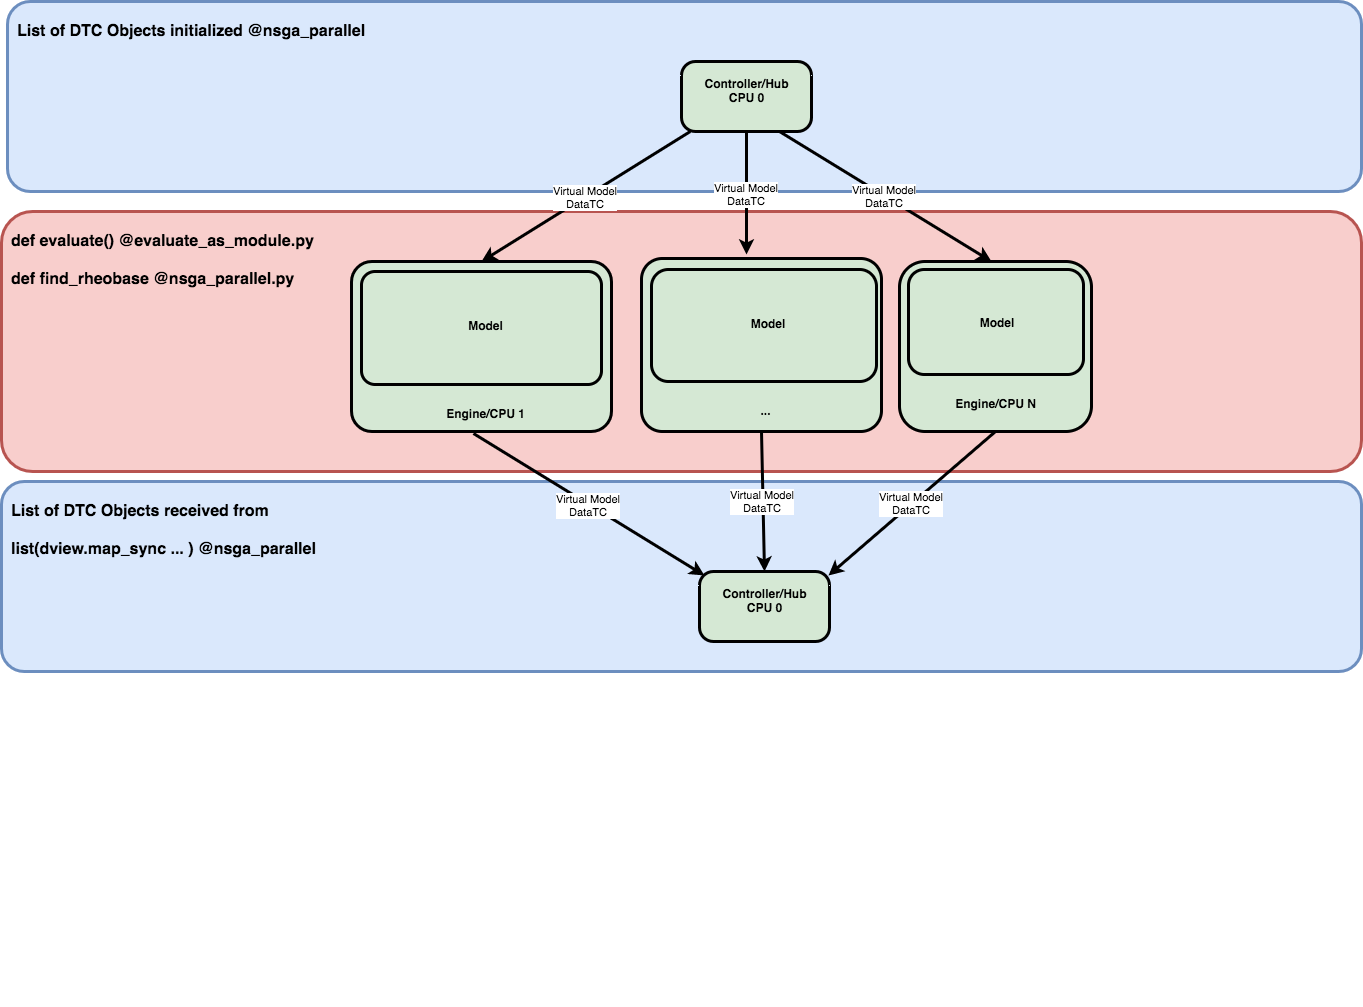 List of DTC Objects initialized @nsga_parallel
Controller/Hub
CPU 0
Virtual Model
DataTC
Virtual Model
DataTC
Virtual Model
DataTC
def evaluate() @evaluate_as_module.py
def find_rheobase @nsga_parallel.py
Model
Engine/CPU 1
Model
...
Model
Engine/CPU N
Virtual Model
DataTC
Virtual Model
DataTC
Virtual Model
DataTC
List of DTC Objects received from
list(dview.map_sync ... ) @nsga_parallel
Controller/Hub
CPU 0